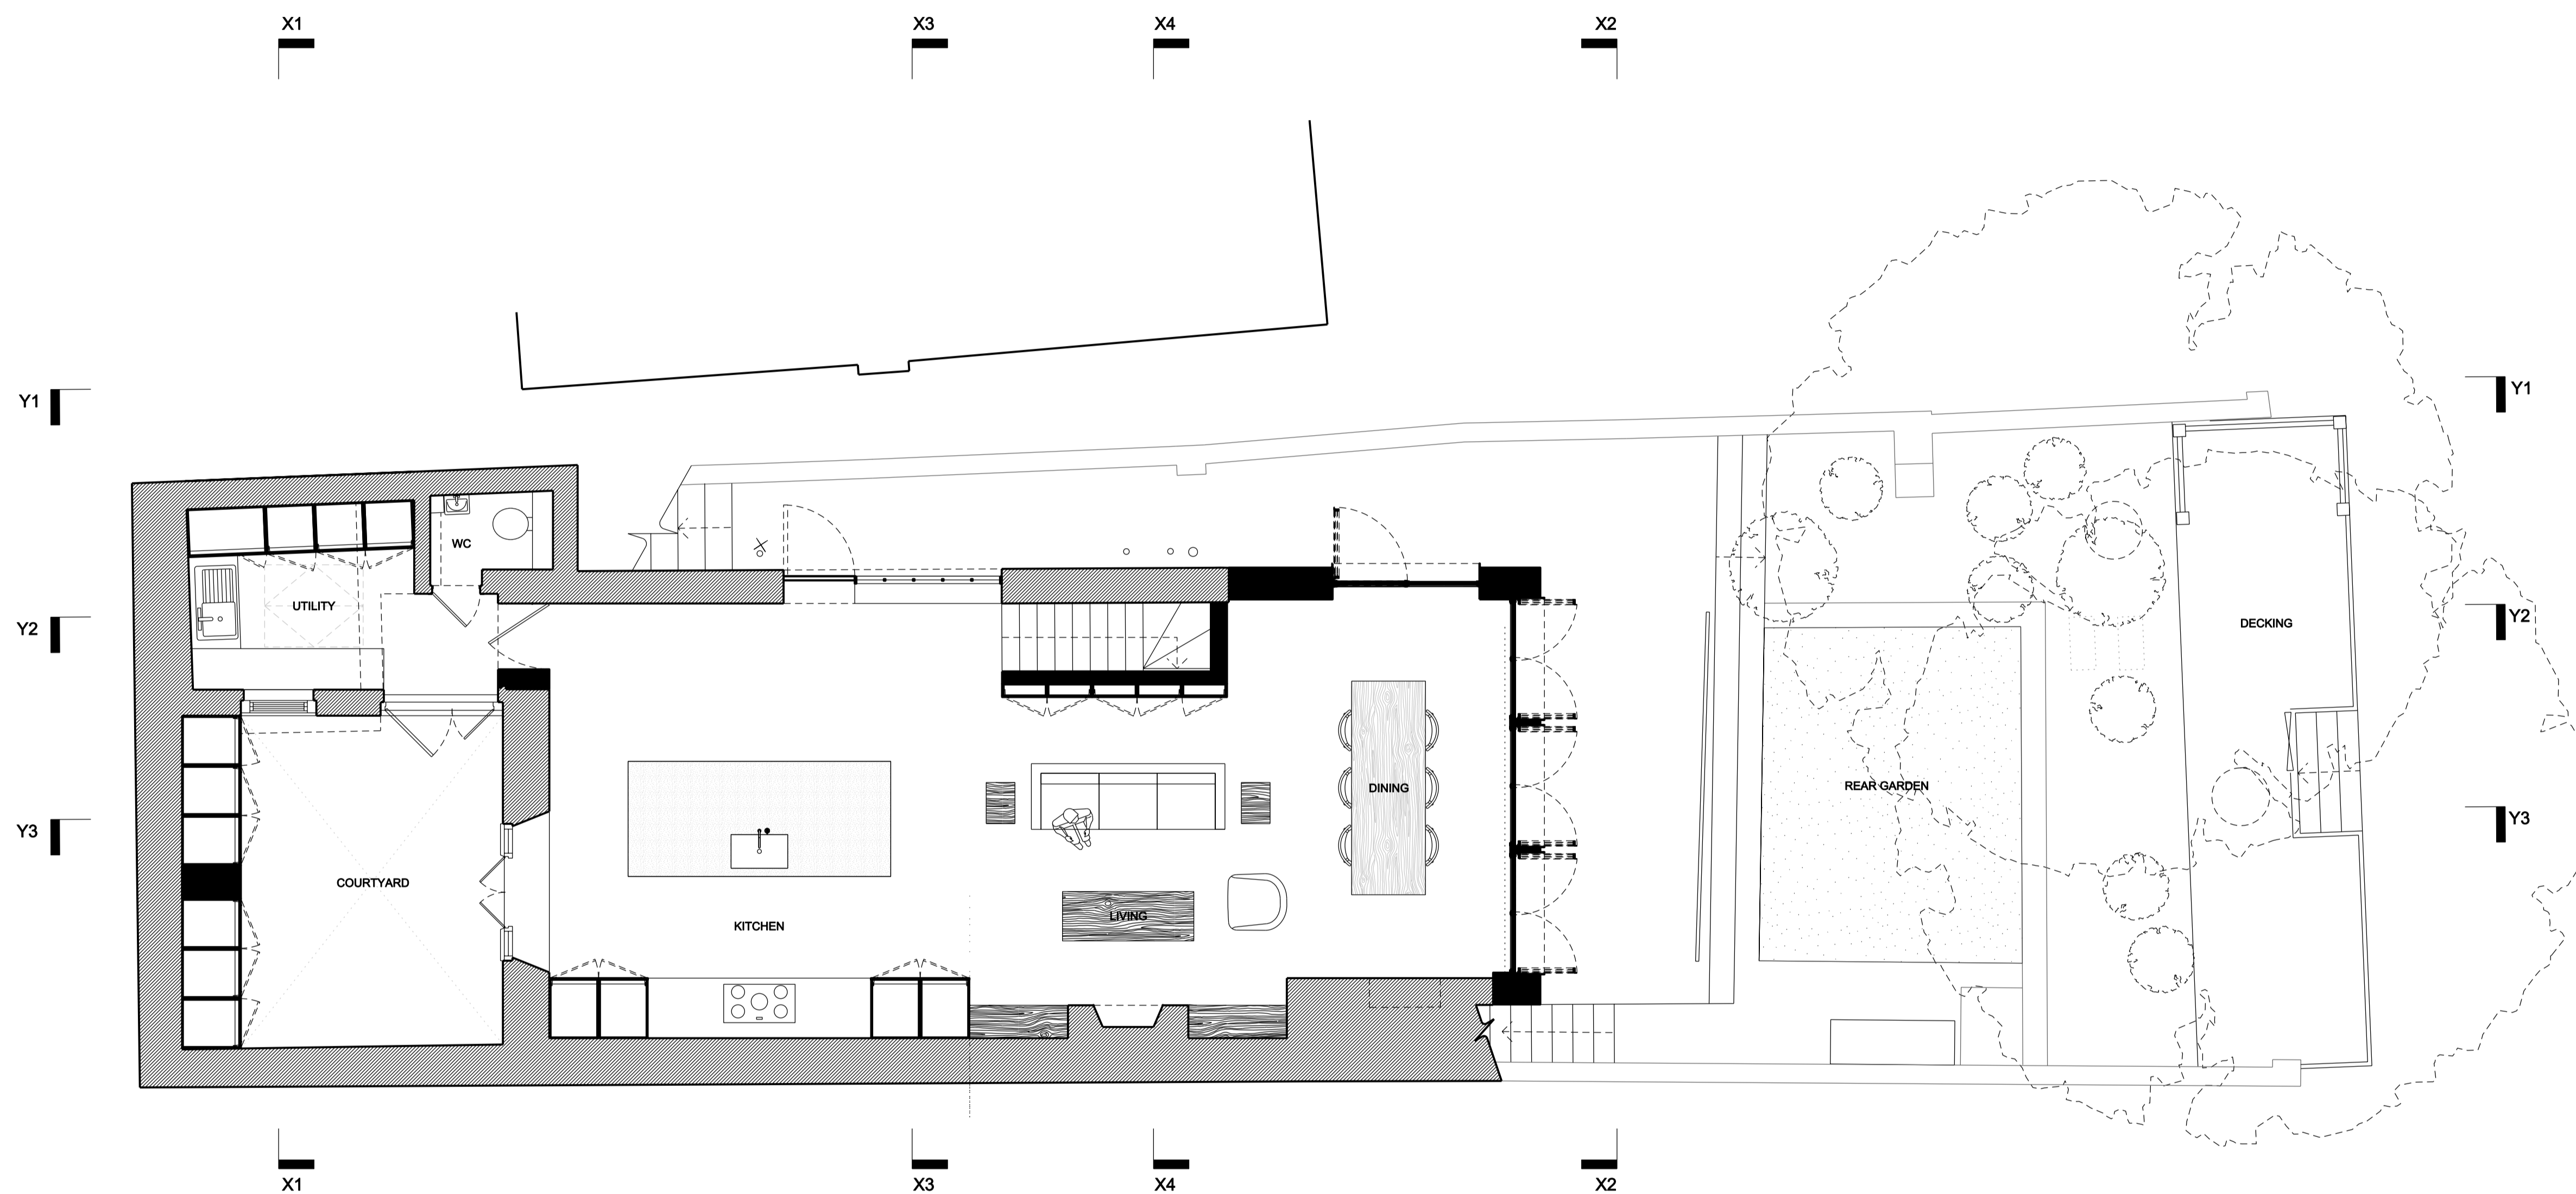 X1
X3
X4
X2
Y1
Y1
WC
UTILITY
Y2
Y2
DECKING
REAR GARDEN
DINING
Y3
Y3
COURTYARD
LIVING
KITCHEN
X1
X3
X4
X2